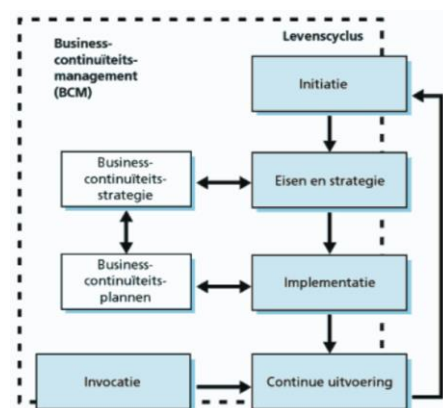 Business-
continuïteits-
management
(BCM)
Levenscyclus
Initiatie
Business-
continuïteits-
strategie
Eisen en strategie
Business-
continuïteits-
plannen
Implementatie
Invocatie
Continue uitvoering